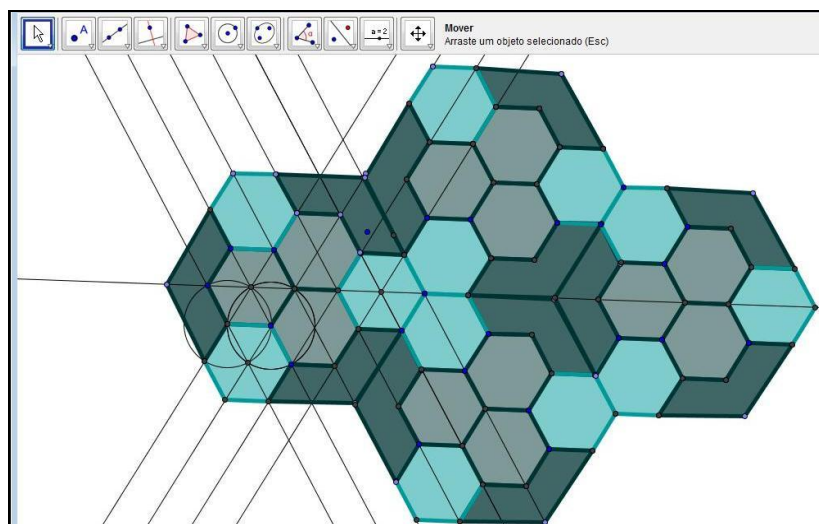 A
α
a=2
Mover
Arraste um objeto selecionado (Esc)